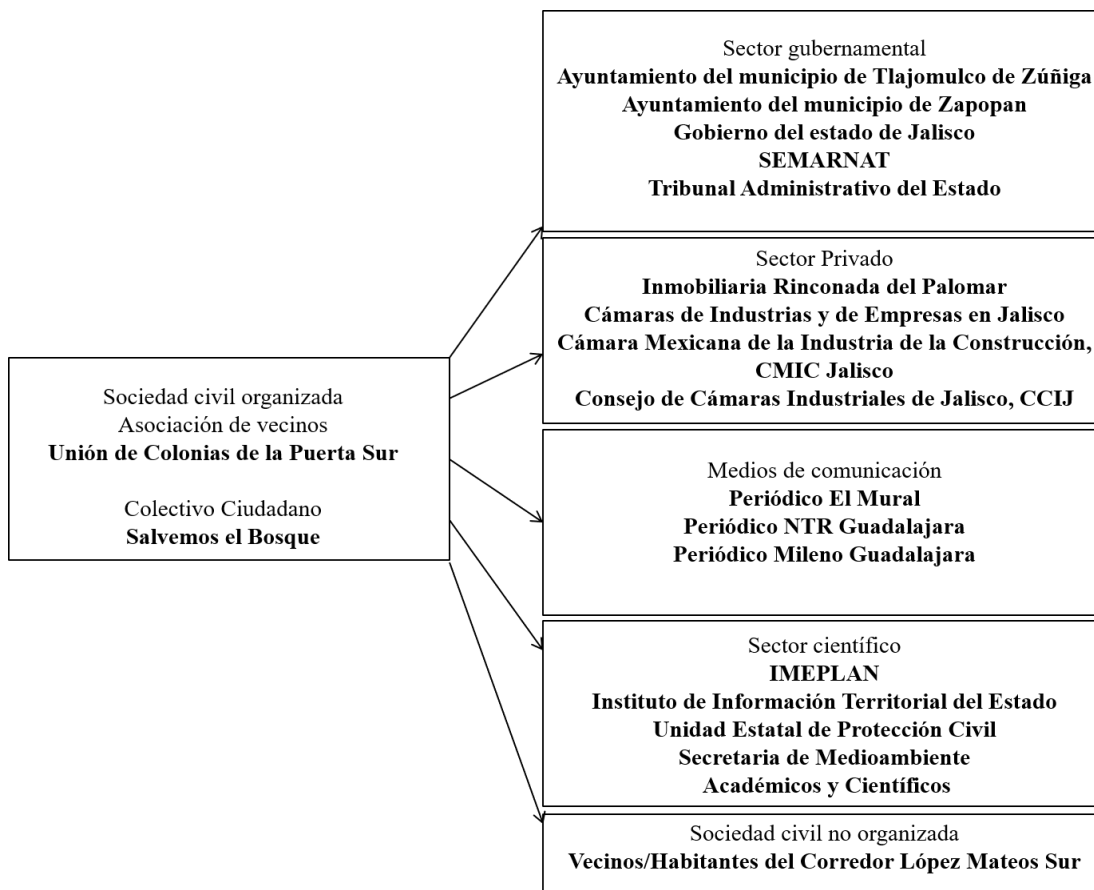 Sector gubernamental
Ayuntamiento del municipio de Tlajomulco de Zúñiga
Ayuntamiento del municipio de Zapopan
Gobierno del estado de Jalisco
SEMARNAT
Tribunal Administrativo del Estado
Sector Privado
Inmobiliaria Rinconada del Palomar
Cámaras de Industrias y de Empresas en Jalisco
Cámara Mexicana de la Industria de la Construcción,
CMIC Jalisco
Consejo de Cámaras Industriales de Jalisco, CCIJ
Sociedad civil organizada
Asociación de vecinos
Unión de Colonias de la Puerta Sur
Colectivo Ciudadano
Salvemos el Bosque
Medios de comunicación
Periódico El Mural
Periódico NTR Guadalajara
Periódico Mileno Guadalajara
Sector científico
IMEPLAN
Instituto de Información Territorial del Estado
Unidad Estatal de Protección Civil
Secretaria de Medioambiente
Académicos y Científicos
Sociedad civil no organizada
Vecinos/Habitantes del Corredor López Mateos Sur